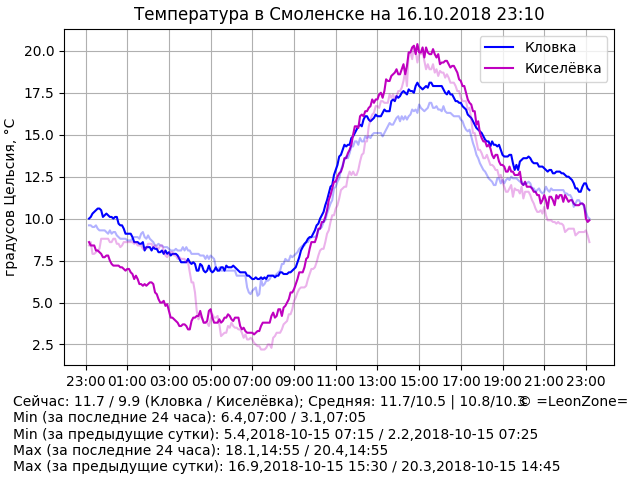 Температура в Смоленске на 16.10.2018 23:10
градусов Цельсия, °C
20.0
17.5
15.0
12.5
10.0
7.5
5.0
2.5
Кловка
Киселёвка
23:00 01:00 03:00 05:00 07:00 09:00 11:00 13:00 15:00 17:00 19:00 21:00 23:00
Сейчас: 11.7 / 9.9 (Кловка / Киселёвка); Средняя: 11.7/10.5 | 10.8/10.3 © =LeonZone=
Min (за последние 24 часа): 6.4,07:00 / 3.1,07:05
Min (за предыдущие сутки): 5.4,2018-10-15 07:15 / 2.2,2018-10-15 07:25
Max (за последние 24 часа): 18.1,14:55 / 20.4,14:55
Max (за предыдущие сутки): 16.9,2018-10-15 15:30 / 20.3,2018-10-15 14:45